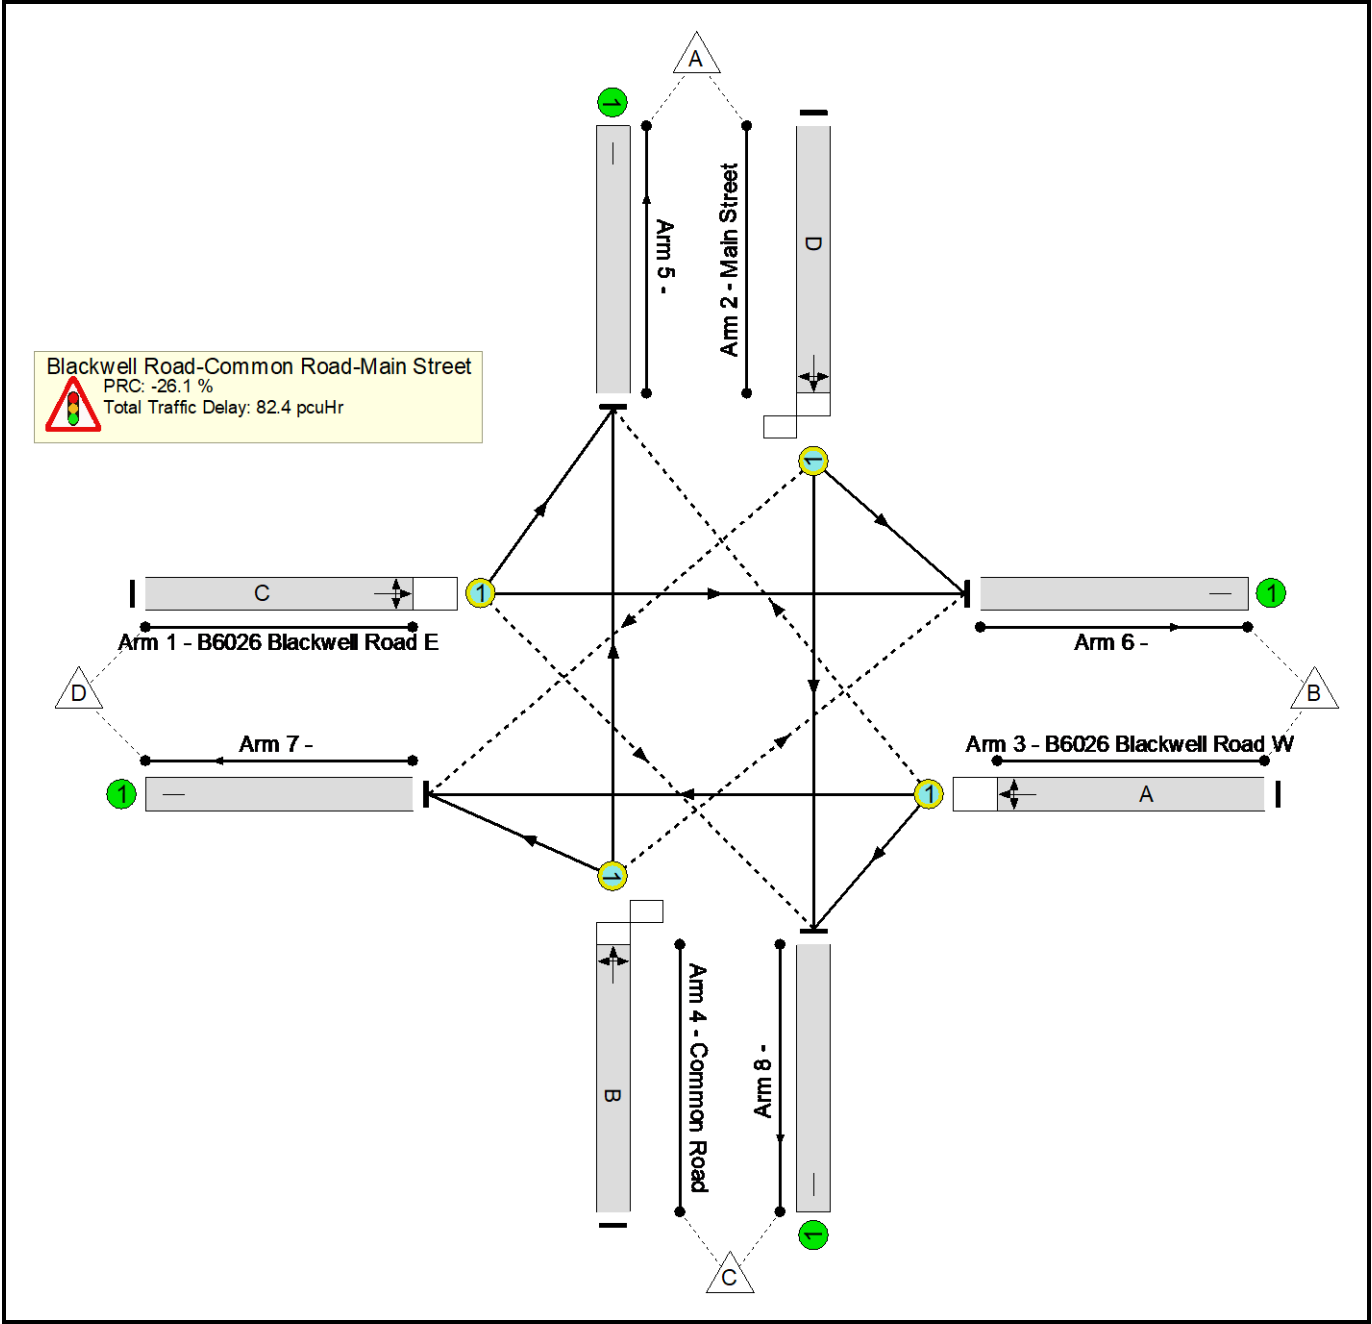 A
1
Arm 5 -
Arm 2 - Main Street
D
Blackwell Road-Common Road-Main Street
PRC: -26.1 %
Total Traffic Delay: 82.4 pcuHr
1
C
1
1
Arm 1 - B6026 Blackwell Road E
Arm 6 -
D
B
Arm 7 -
Arm 3 - B6026 Blackwell Road W
1
1
A
1
Arm 4 - Common Road
Arm 8 -
B
1
C